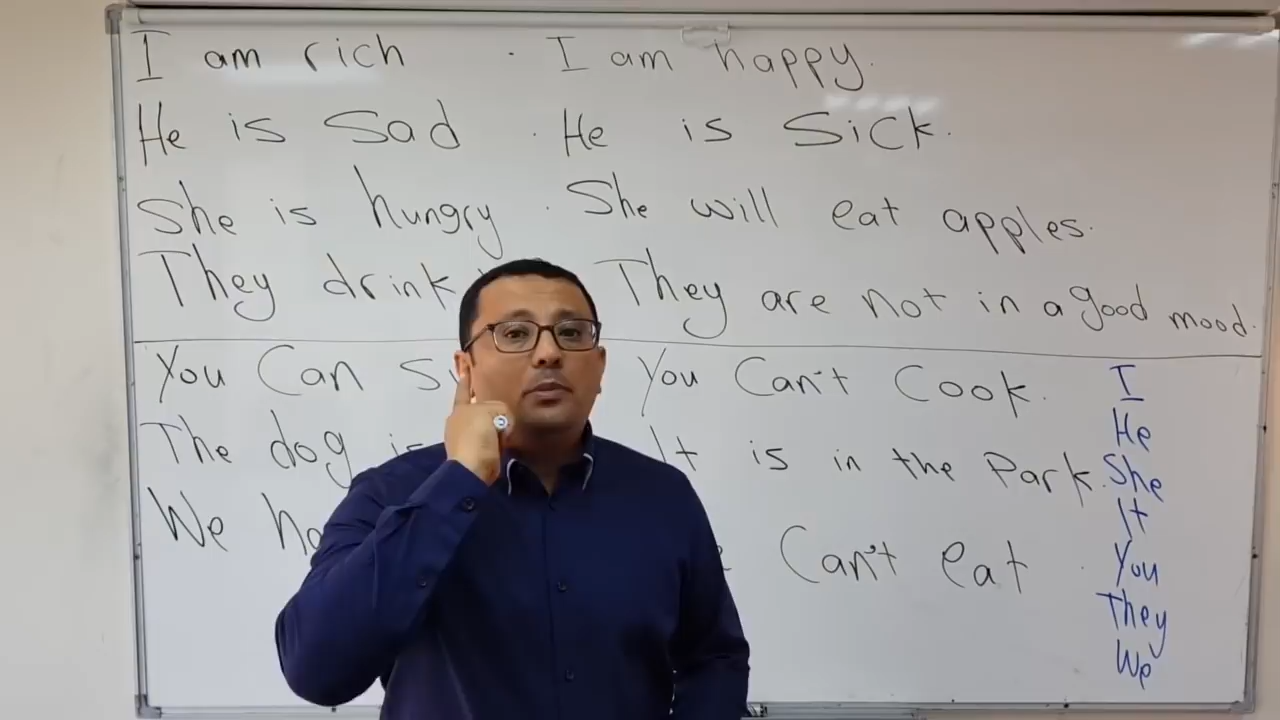 I am rich . I am happy.
He is Sad . He is Sick.
She is hungry . She will eat apples.
They drink They are not in a good mood.
You Can You Can't Cook.
The dog is It is in the Park.
We Can't eat .
I
He
She
It
You
They
We